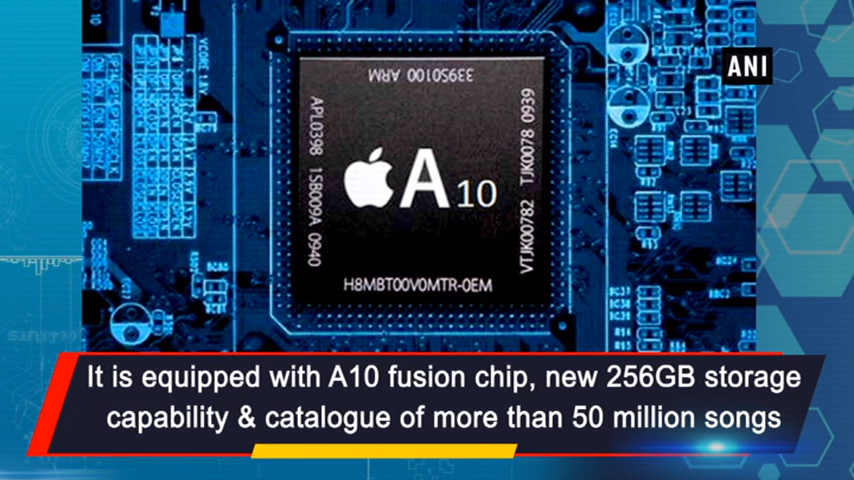 ANI
339S0100 ARM
APL0398 1SB009A 0940
A10
VTJK00782 TJK0078 0939
H8MBT00V0MTR-0EM
It is equipped with A10 fusion chip, new 256GB storage
capability & catalogue of more than 50 million songs